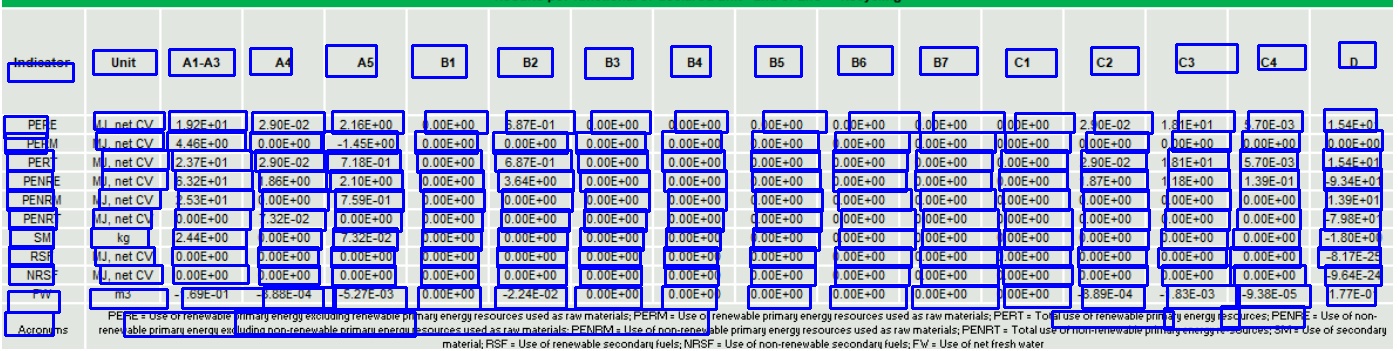 Indicator Unit A1-A3 A4 A5 B1 B2 B3 B4 B5 B6 B7 C1 C2 C3 C4 D
PERE MJ, net CV 1.92E+01 2.90E-02 2.16E+00 0.00E+00 6.87E-01 0.00E+00 0.00E+00 0.00E+00 0.00E+00 0.00E+00 0.00E+00 2.90E-02 1.81E+01 5.70E-03 1.54E+01
PERM MJ, net CV 4.46E+00 0.00E+00 -1.45E+00 0.00E+00 0.00E+00 0.00E+00 0.00E+00 0.00E+00 0.00E+00 0.00E+00 0.00E+00 0.00E+00 0.00E+00 0.00E+00 0.00E+00
PERT MJ, net CV 2.37E+01 2.90E-02 7.18E-01 0.00E+00 6.87E-01 0.00E+00 0.00E+00 0.00E+00 0.00E+00 0.00E+00 0.00E+00 2.90E-02 1.81E+01 5.70E-03 1.54E+01
PENRE MJ, net CV 6.32E+01 1.86E+00 2.10E+00 0.00E+00 3.64E+00 0.00E+00 0.00E+00 0.00E+00 0.00E+00 0.00E+00 0.00E+00 1.87E+00 1.18E+00 1.39E-01 -9.34E+01
PENRM MJ, net CV 2.53E+01 0.00E+00 7.59E-01 0.00E+00 0.00E+00 0.00E+00 0.00E+00 0.00E+00 0.00E+00 0.00E+00 0.00E+00 0.00E+00 0.00E+00 0.00E+00 1.39E+01
PENRT MJ, net CV 0.00E+00 7.32E-02 0.00E+00 0.00E+00 0.00E+00 0.00E+00 0.00E+00 0.00E+00 0.00E+00 0.00E+00 0.00E+00 0.00E+00 0.00E+00 0.00E+00 -7.98E+01
SM kg 2.44E+00 0.00E+00 7.32E-02 0.00E+00 0.00E+00 0.00E+00 0.00E+00 0.00E+00 0.00E+00 0.00E+00 0.00E+00 0.00E+00 0.00E+00 0.00E+00 -1.80E+00
RSF MJ, net CV 0.00E+00 0.00E+00 0.00E+00 0.00E+00 0.00E+00 0.00E+00 0.00E+00 0.00E+00 0.00E+00 0.00E+00 0.00E+00 0.00E+00 0.00E+00 0.00E+00 -8.17E-25
NRSF MJ, net CV 0.00E+00 0.00E+00 0.00E+00 0.00E+00 0.00E+00 0.00E+00 0.00E+00 0.00E+00 0.00E+00 0.00E+00 0.00E+00 0.00E+00 0.00E+00 0.00E+00 -9.64E-24
FW m3 -3.88E-04 -5.27E-03 0.00E+00 -2.24E-02 0.00E+00 0.00E+00 0.00E+00 0.00E+00 0.00E+00 0.00E+00 -3.89E-04 -9.38E-05
PERE = Use of renewable primary energy excluding renewable primary energy resources used as raw materials; PERM = Use of renewable primary energy resources used as raw materials; PERT = Total use of renewable primary energy resources; PENRE = Use of non-
Acronyms renewable primary energy excluding non-renewable primary energy resources used as raw materials; PENRM = Use of non-renewable primary energy resources used as raw materials; PENRT = Total use of non-renewable primary energy resources; SM = Use of secondary
material; RSF = Use of renewable secondary fuels; NRSF = Use of non-renewable secondary fuels; FW = Use of net fresh water